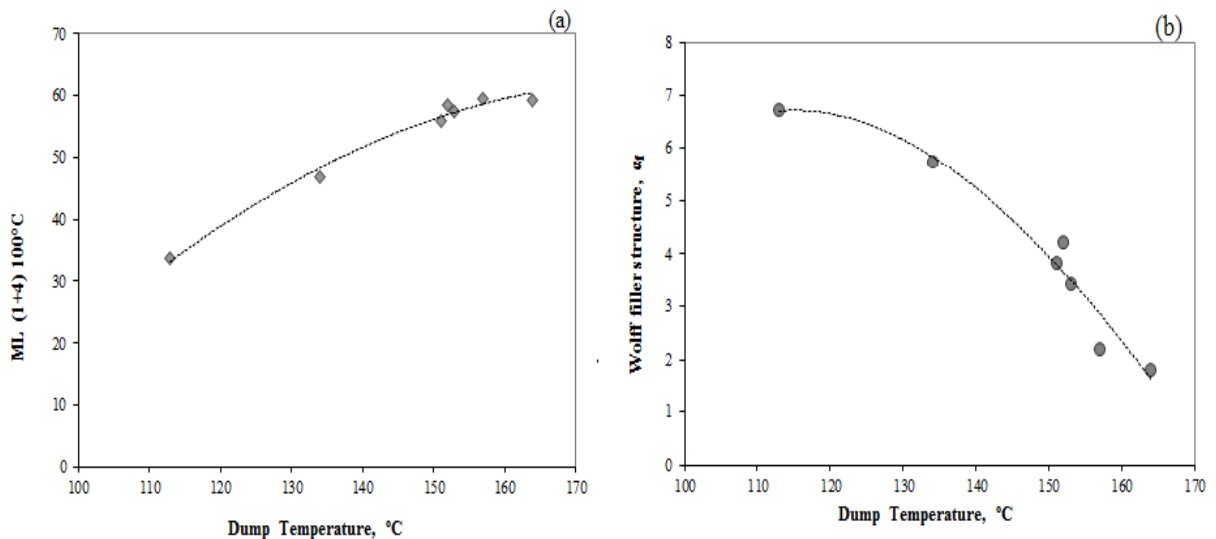 (a)
70
60
50
40
30
20
10
0
ML (1+4) 100°C
100 110 120 130 140 150 160 170
Dump Temperature, °C
(b)
8
7
6
5
4
3
2
1
0
Wolff filler structure, αf
100 110 120 130 140 150 160 170
Dump Temperature, °C